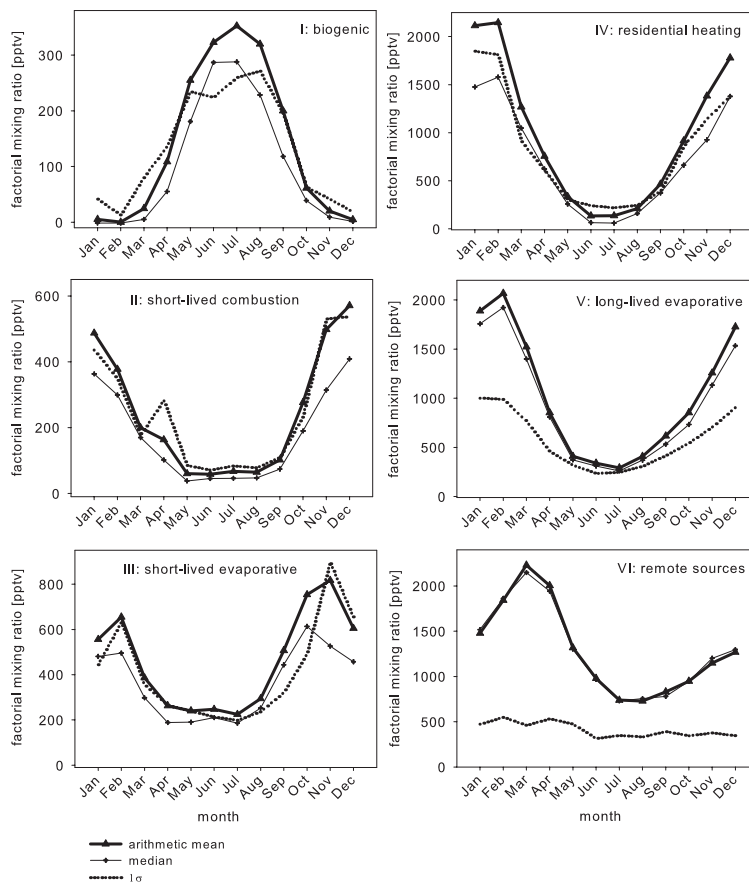 I: biogenic
factorial mixing ratio [pptv]
300
200
100
0
Jan
Feb
Mar
Apr
May
Jun
Jul
Aug
Sep
Oct
Nov
Dec
IV: residential heating
factorial mixing ratio [pptv]
2000
1500
1000
500
0
Jan
Feb
Mar
Apr
May
Jun
Jul
Aug
Sep
Oct
Nov
Dec
II: short-lived combustion
factorial mixing ratio [pptv]
600
400
200
0
Jan
Feb
Mar
Apr
May
Jun
Jul
Aug
Sep
Oct
Nov
Dec
V: long-lived evaporative
factorial mixing ratio [pptv]
2000
1500
1000
500
0
Jan
Feb
Mar
Apr
May
Jun
Jul
Aug
Sep
Oct
Nov
Dec
III: short-lived evaporative
factorial mixing ratio [pptv]
800
600
400
200
0
Jan
Feb
Mar
Apr
May
Jun
Jul
Aug
Sep
Oct
Nov
Dec
month
VI: remote sources
factorial mixing ratio [pptv]
2000
1500
1000
500
0
Jan
Feb
Mar
Apr
May
Jun
Jul
Aug
Sep
Oct
Nov
Dec
month
arithmetic mean
median
1σ